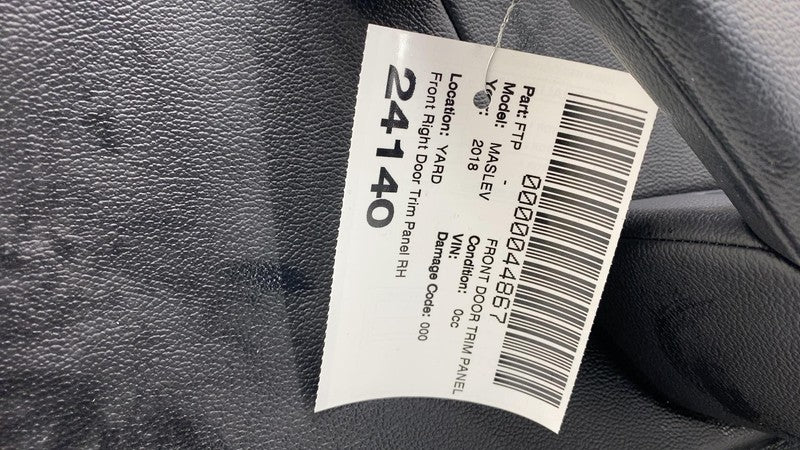 0000044867
Part: FTP - FRONT DOOR TRIM PANEL
Model: MASLEV Condition: 0cc
Year: 2018 VIN:
Location: YARD Damage Code: 000
Front Right Door Trim Panel RH
24140